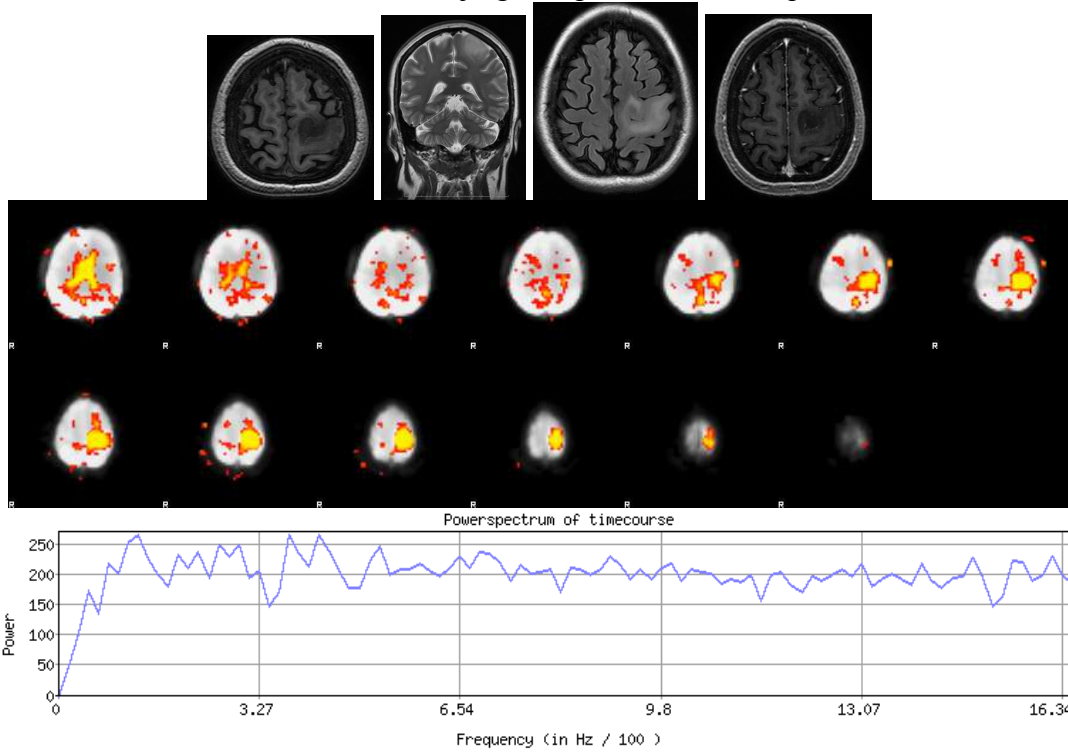 R R R R R R R
R R R R R R
Powerspectrum of timecourse
250
200
150
100
50
0
Power
0 3.27 6.54 9.8 13.07 16.34
Frequency (in Hz / 100 )